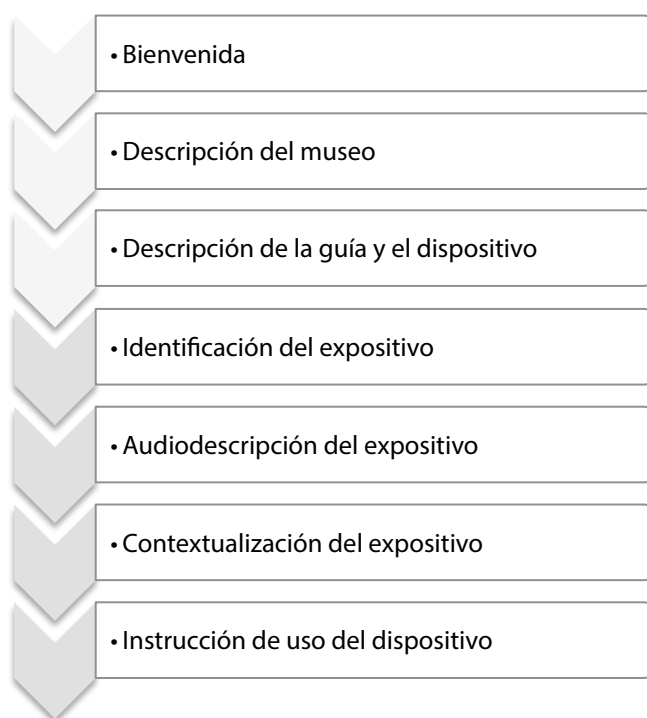 • Bienvenida
• Descripción del museo
• Descripción de la guía y el dispositivo
• Identificación del expositivo
• Audiodescripción del expositivo
• Contextualización del expositivo
• Instrucción de uso del dispositivo